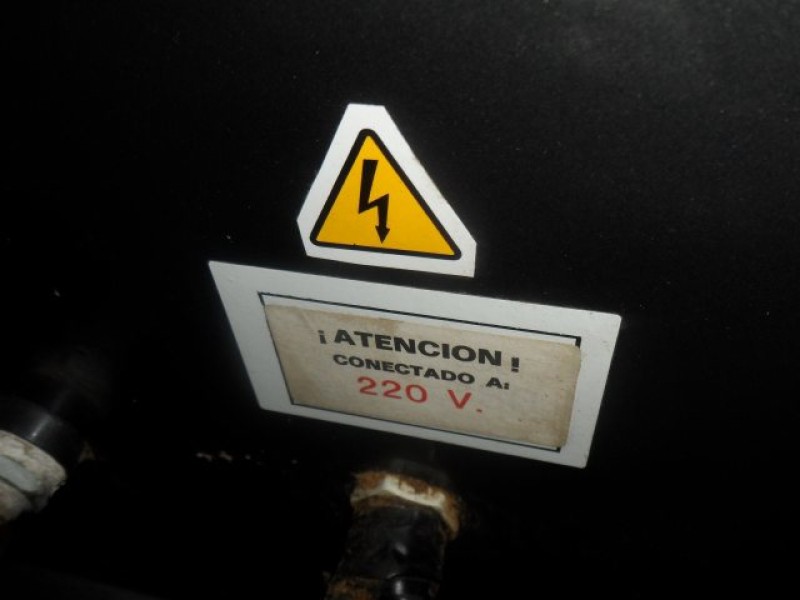 ¡ATENCION!
CONECTADO A:
220 V.